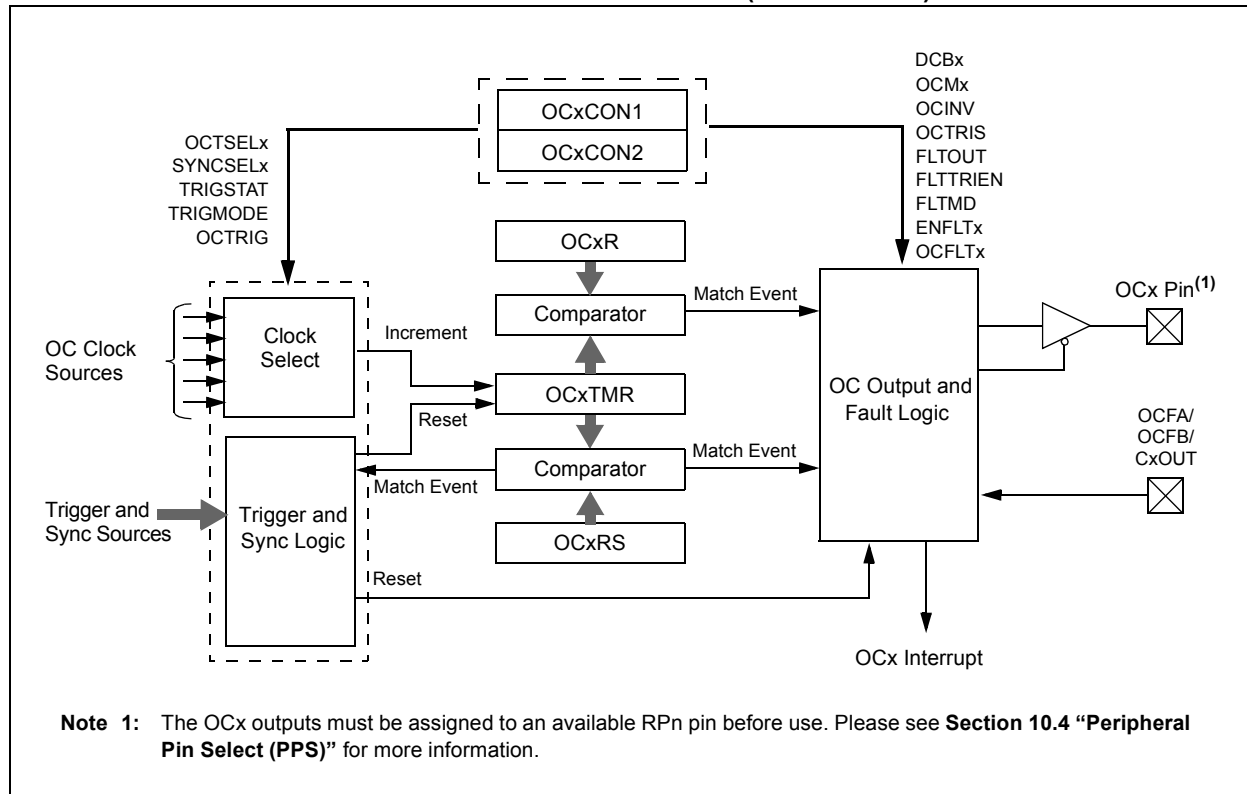 DCBx
OCMx
OCINV
OCTRIS
FLTOUT
FLTTRIEN
FLTMD
ENFLTx
OCFLTx
OCxCON1
OCxCON2
OCTSELx
SYNCSELx
TRIGSTAT
TRIGMODE
OCTRIG
OCxR
Comparator
Match Event
OCx Pin(1)
OC Clock
Sources
Clock
Select
Increment
OCxTMR
Reset
OC Output and
Fault Logic
Comparator
Match Event
Match Event
OCFA/
OCFB/
CxOUT
Trigger and
Sync Sources
Trigger and
Sync Logic
OCxRS
Reset
OCx Interrupt
Note 1: The OCx outputs must be assigned to an available RPn pin before use. Please see Section 10.4 “Peripheral
Pin Select (PPS)” for more information.